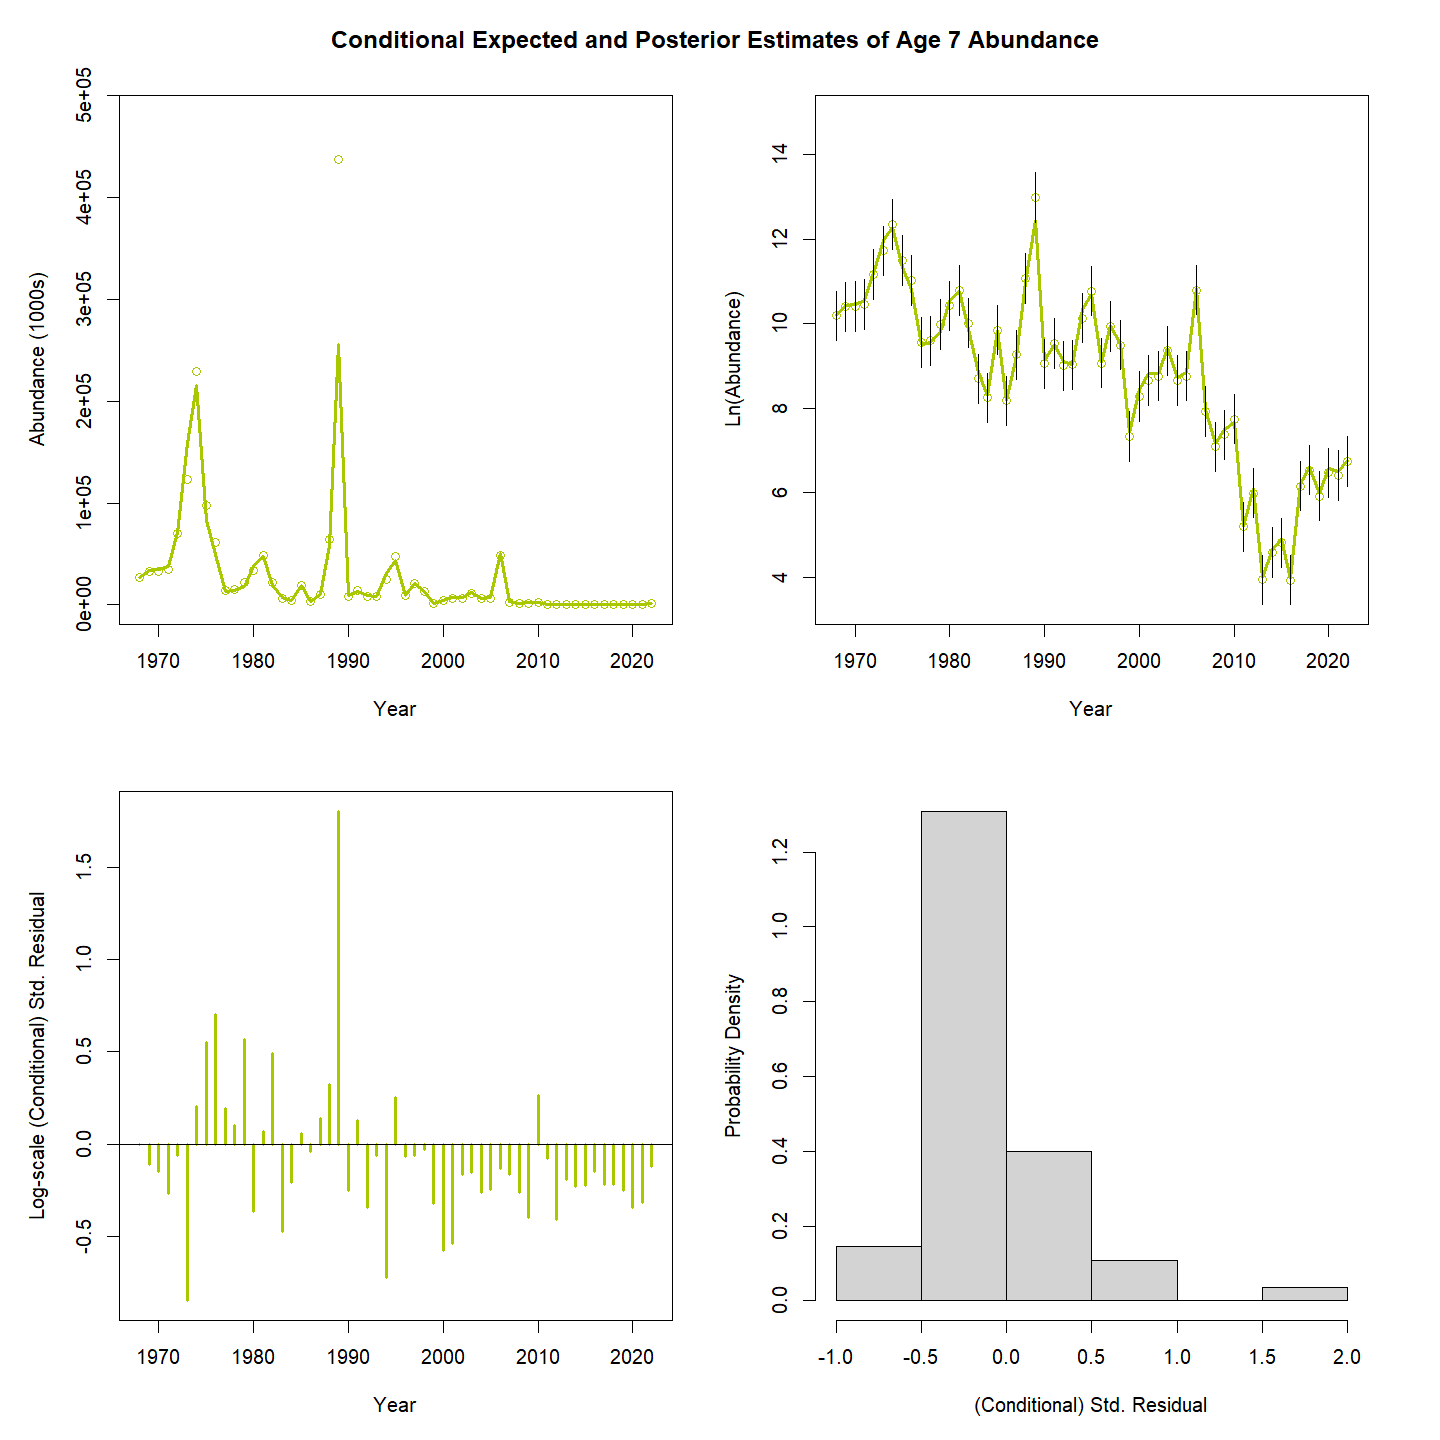 Conditional Expected and Posterior Estimates of Age 7 Abundance
Abundance (1000s)
5e+05
4e+05
3e+05
2e+05
1e+05
0e+00
1970 1980 1990 2000 2010 2020
Year
Ln(Abundance)
14
12
10
8
6
4
1970 1980 1990 2000 2010 2020
Year
Log-scale (Conditional) Std. Residual
1.5
1.0
0.5
0.0
-0.5
1970 1980 1990 2000 2010 2020
Year
Probability Density
1.2
1.0
0.8
0.6
0.4
0.2
0.0
-1.0 -0.5 0.0 0.5 1.0 1.5 2.0
(Conditional) Std. Residual